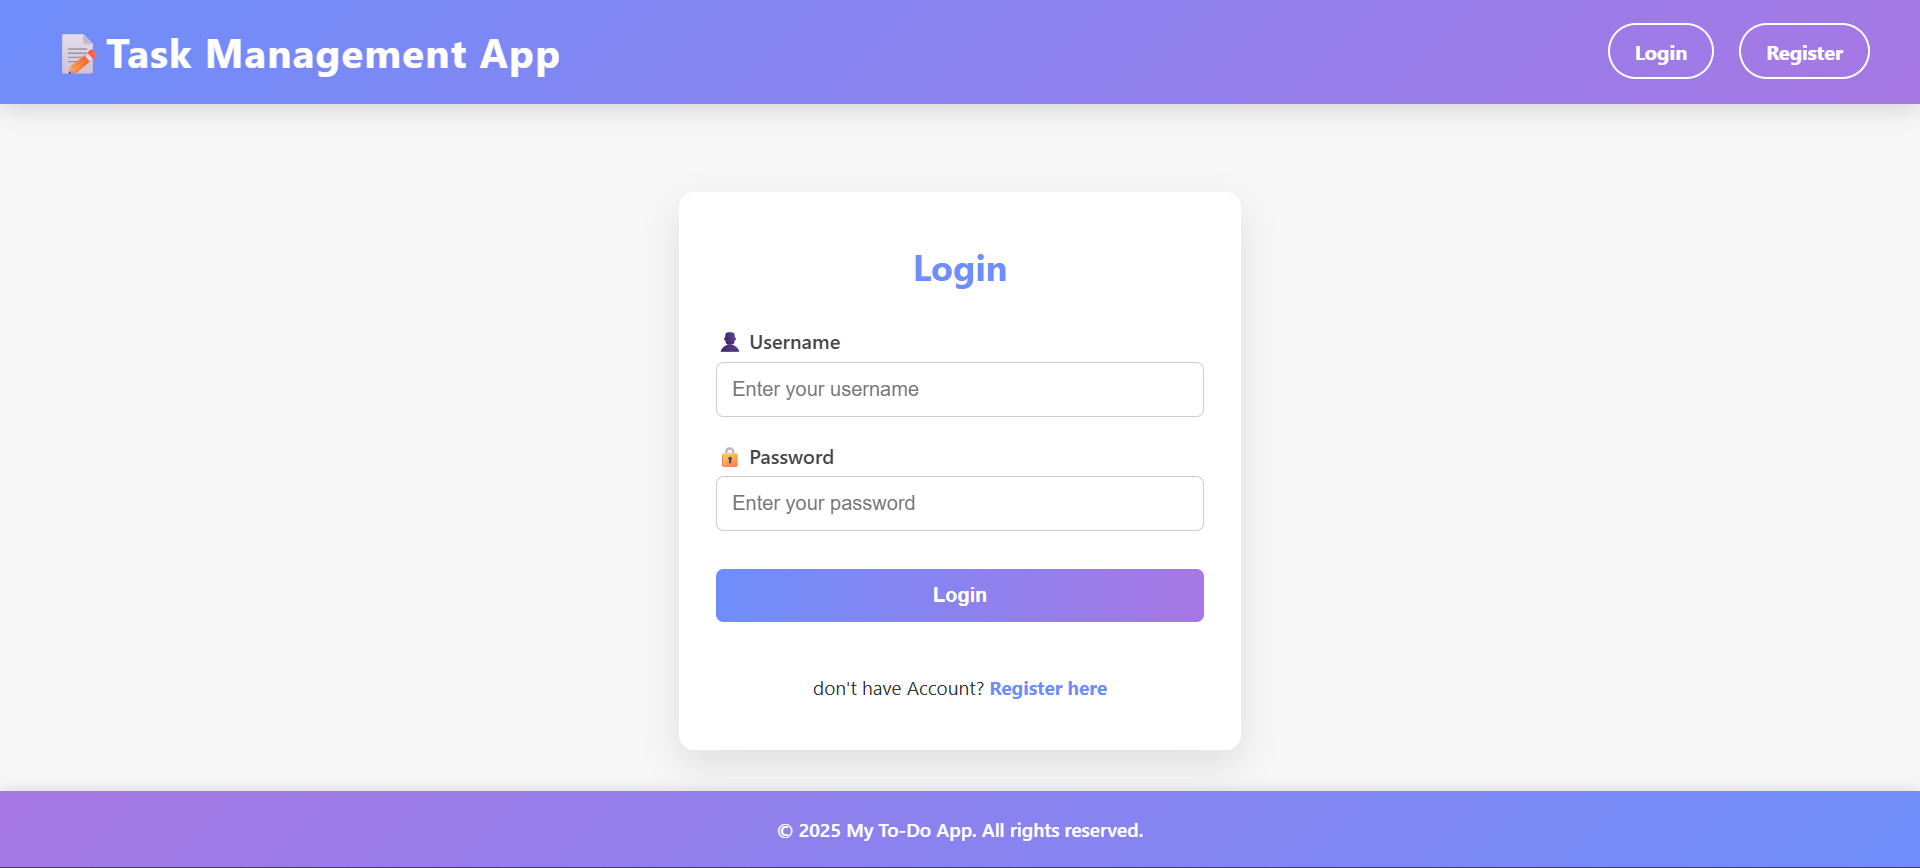 Task Management App
Login
Register
Login
Username
Enter your username
Password
Enter your password
Login
don't have Account? Register here
© 2025 My To-Do App. All rights reserved.